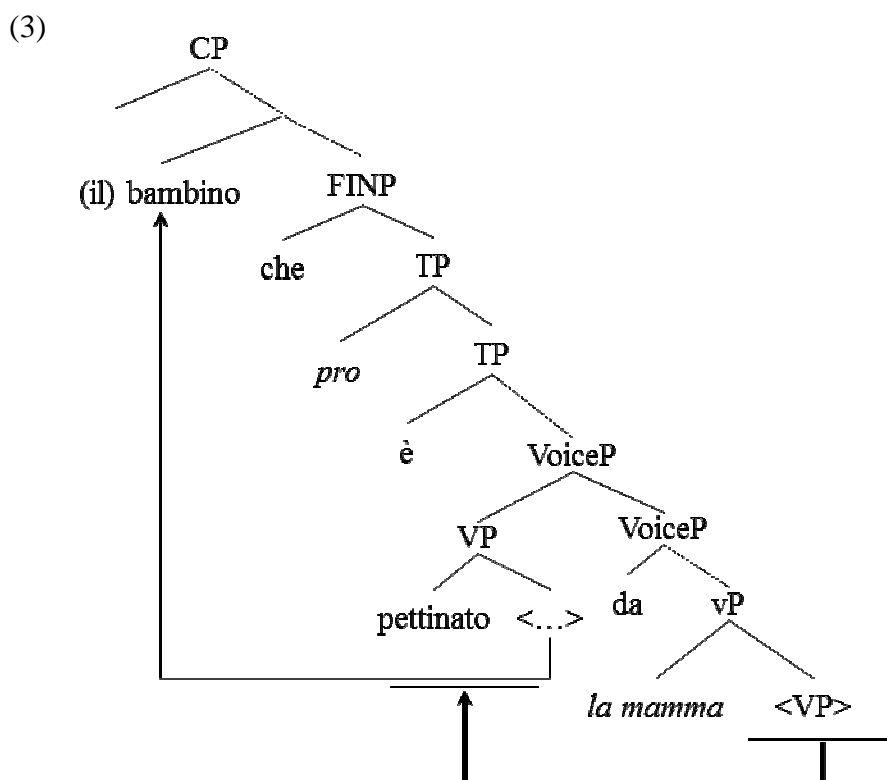 (3)
CP
(il) bambino FINP
che TP
pro TP
è VoiceP
VP VoiceP
pettinato <...> da vP
la mamma <VP>